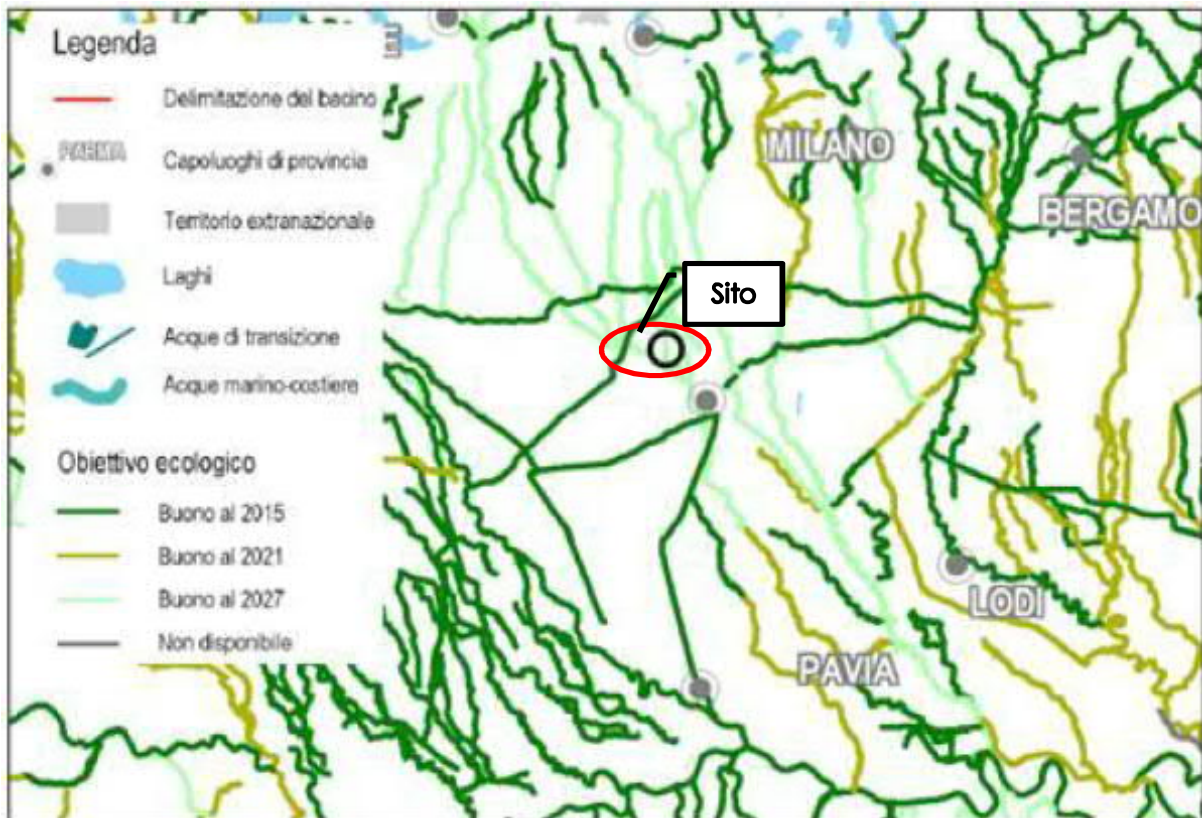 Legenda
Delimitazione del bacino
PARMA
Capoluoghi di provincia
Territorio extranazionale
Laghi
Acque di transizione
Acque marino-costiere
Obiettivo ecologico
Buono al 2015
Buono al 2021
Buono al 2027
Non disponibile
MILANO
BERGAMO
Sito
LODI
PAVIA